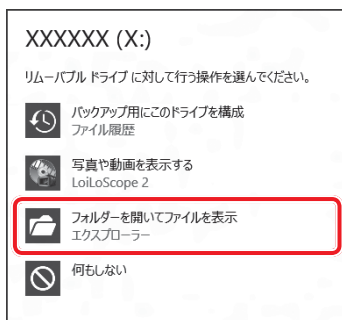 XXXXXX (X:)
リムーバブル ドライブ に対して行う操作を選んでください。
バックアップ用にこのドライブを構成
ファイル履歴
写真や動画を表示する
LoiLoScope 2
フォルダーを開いてファイルを表示
エクスプローラー
何もしない